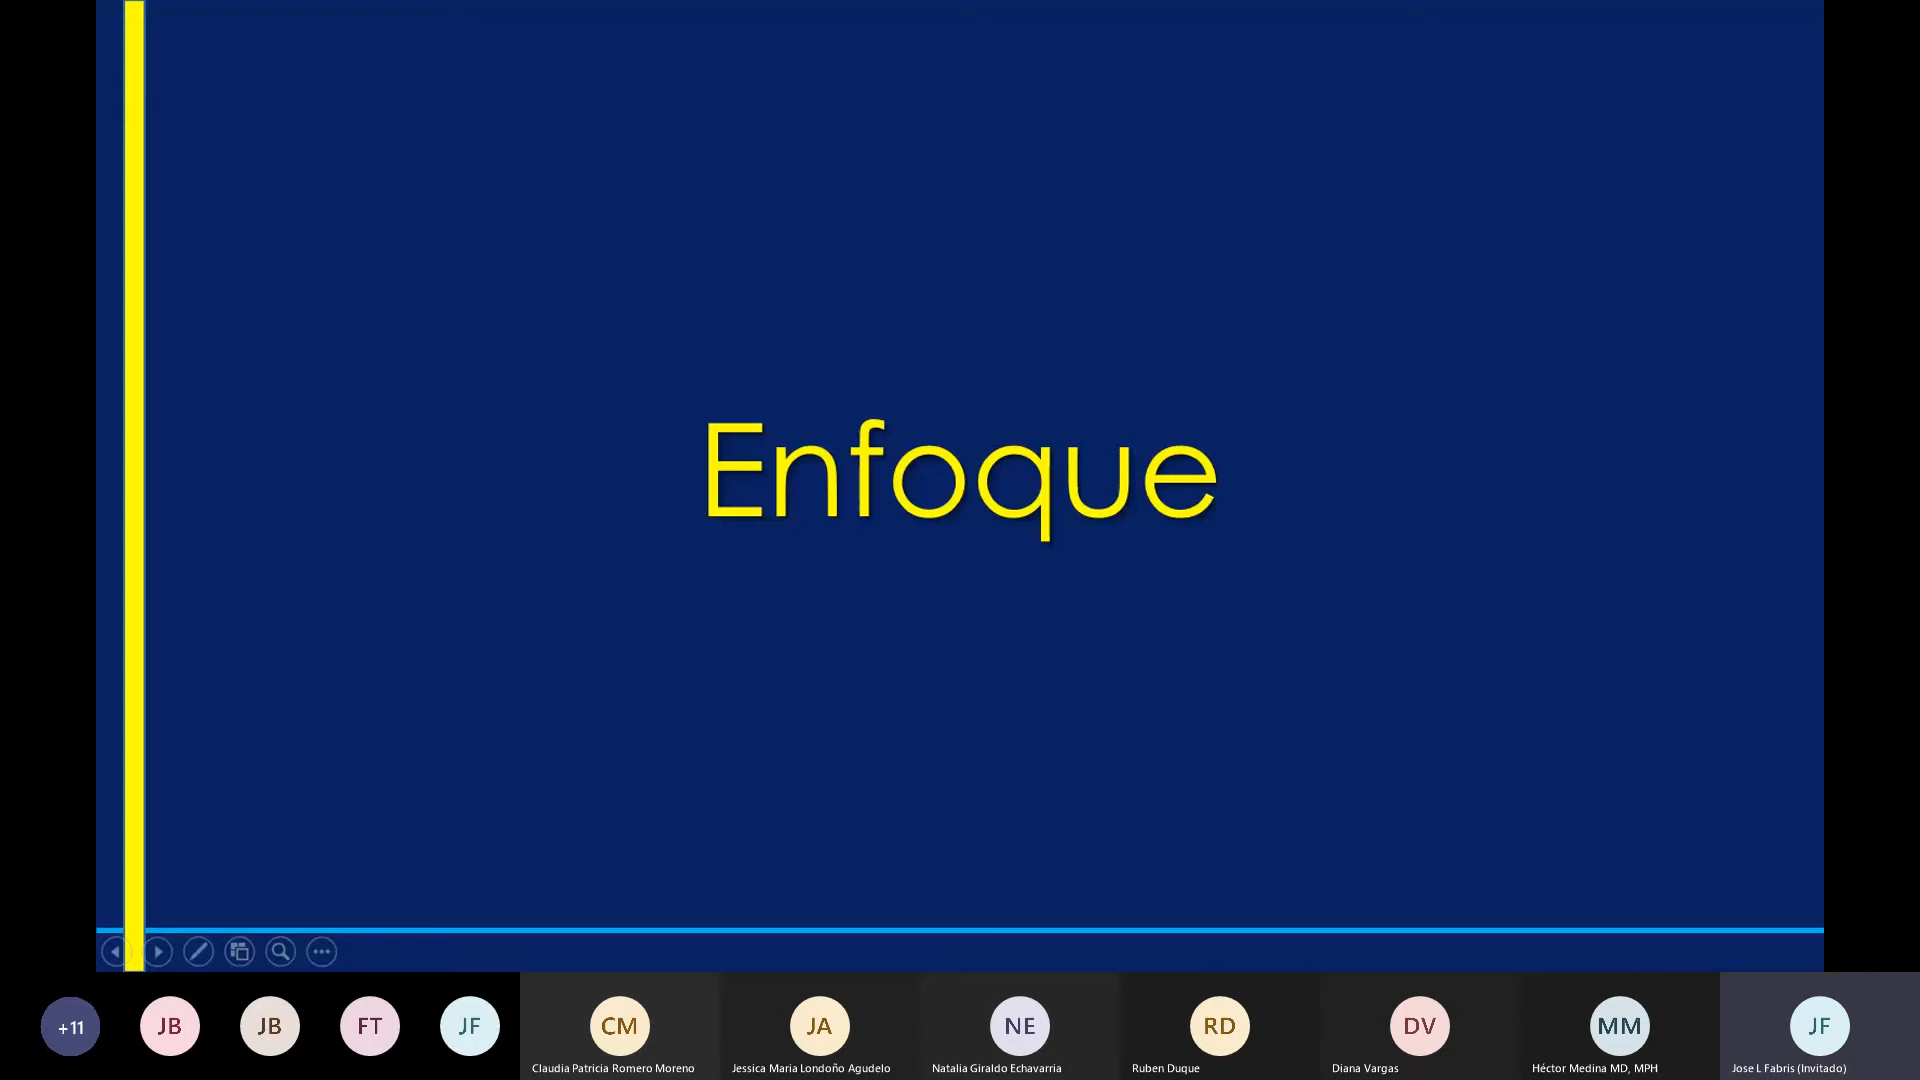 Enfoque
+11
JB
JB
FT
JF
CM
JA
NE
RD
DV
MM
JF
Claudia Patricia Romero Moreno
Jessica Maria Londoño Agudelo
Natalia Giraldo Echavarria
Ruben Duque
Diana Vargas
Héctor Medina MD, MPH
Jose L Fabris (Invitado)